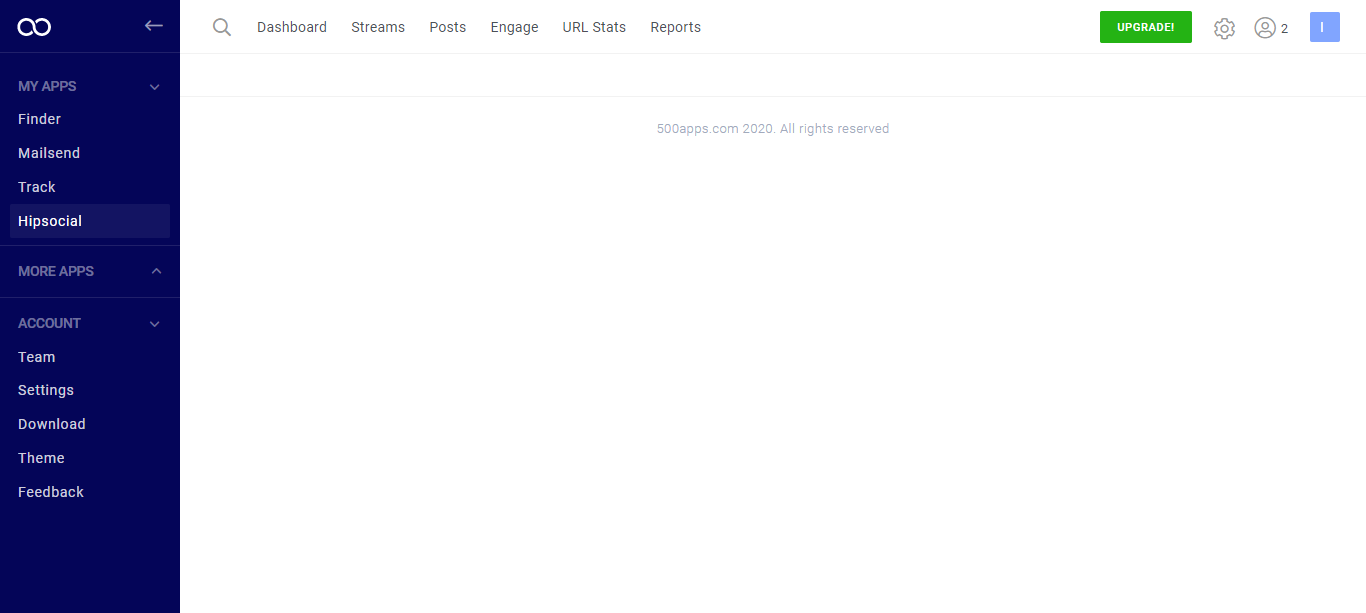 Dashboard Streams Posts Engage URL Stats Reports UPGRADE! 2 I
MY APPS
Finder
Mailsend
Track
Hipsocial
MORE APPS
ACCOUNT
Team
Settings
Download
Theme
Feedback
500apps.com 2020. All rights reserved